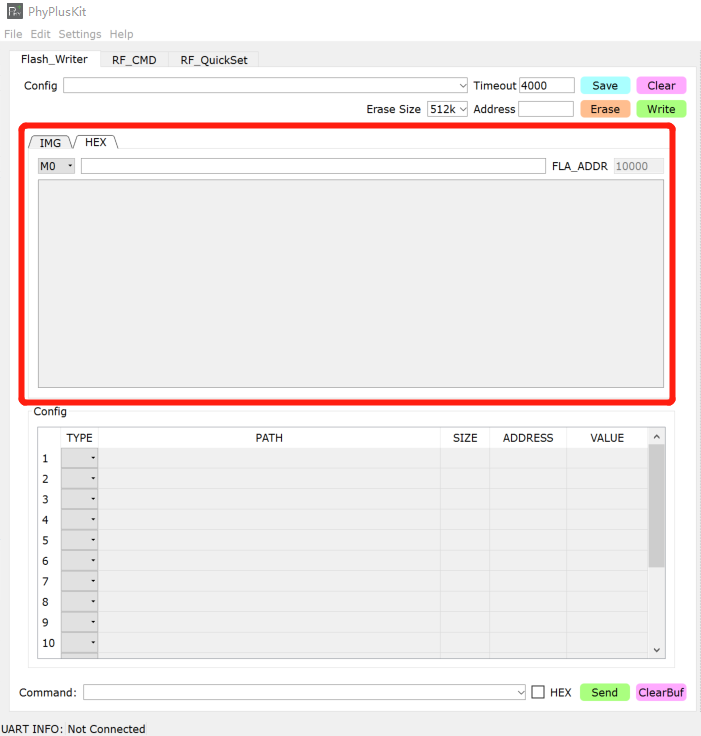 PhyPlusKit
File Edit Settings Help
Flash_Writer RF_CMD RF_QuickSet
Config Timeout 4000 Save Clear
Erase Size 512k Address Erase Write
IMG HEX
M0 FLA_ADDR 10000
Config
TYPE PATH SIZE ADDRESS VALUE
1
2
3
4
5
6
7
8
9
10
Command: HEX Send ClearBuf
UART INFO: Not Connected